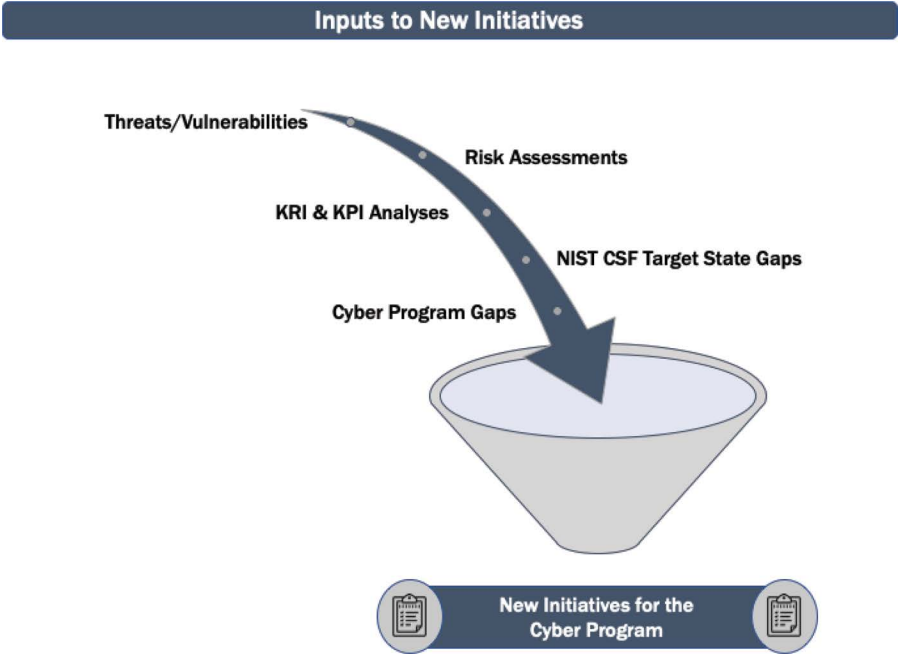 Inputs to New Initiatives
Threats/Vulnerabilities
Risk Assessments
KRI & KPI Analyses
NIST CSF Target State Gaps
Cyber Program Gaps
New Initiatives for the
Cyber Program